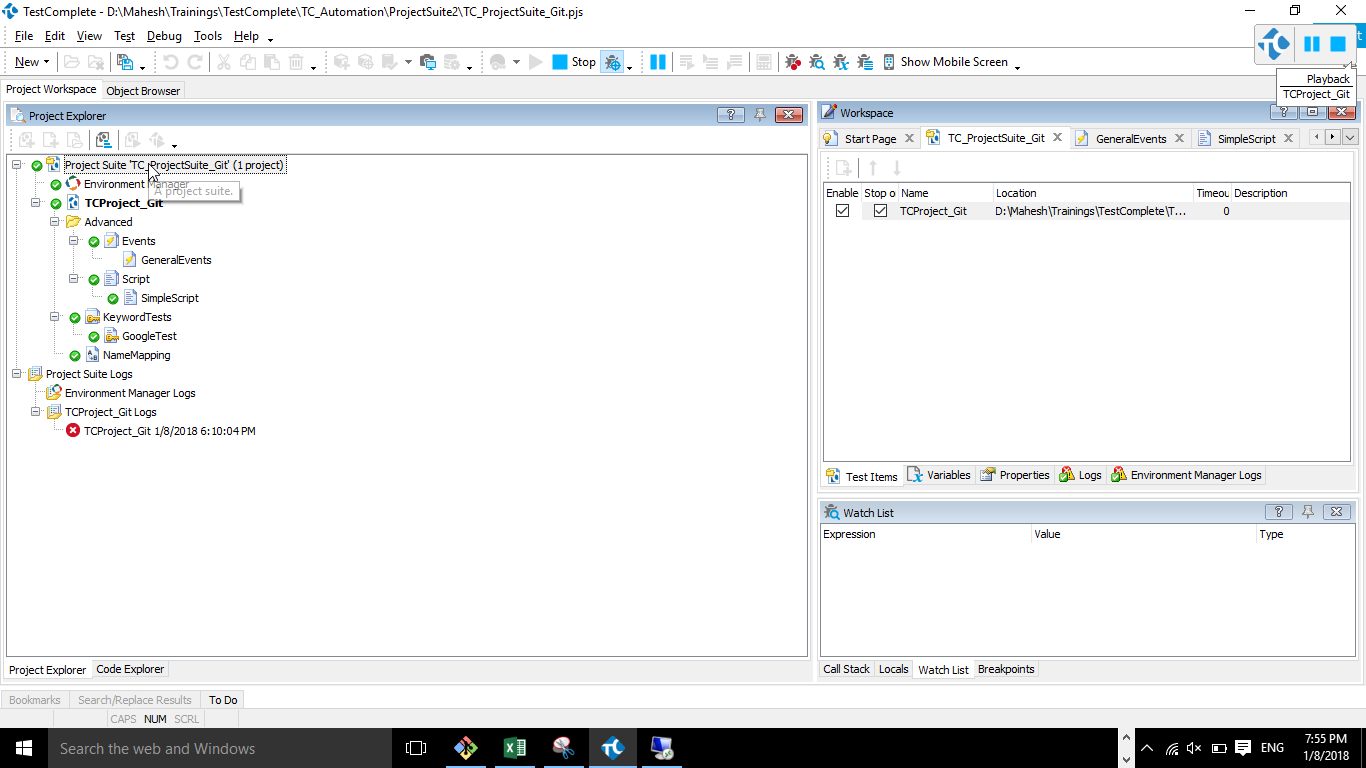 TestComplete - D:\Mahesh\Trainings\TestComplete\TC_Automation\ProjectSuite2\TC_ProjectSuite_Git.pjs
File Edit View Test Debug Tools Help
New Stop Show Mobile Screen
Playback
TCProject_Git
Project Workspace Object Browser
Project Explorer
Project Suite 'TC_ProjectSuite_Git' (1 project)
Environment Manager
A project suite.
TCProject_Git
Advanced
Events
GeneralEvents
Script
SimpleScript
KeywordTests
GoogleTest
NameMapping
Project Suite Logs
Environment Manager Logs
TCProject_Git Logs
TCProject_Git 1/8/2018 6:10:04 PM
Project Explorer Code Explorer
Workspace
Start Page TC_ProjectSuite_Git GeneralEvents SimpleScript
Enable Stop o Name Location Timeou Description
TCProject_Git D:\Mahesh\Trainings\TestComplete\T... 0
Test Items Variables Properties Logs Environment Manager Logs
Watch List
Expression Value Type
Call Stack Locals Watch List Breakpoints
Bookmarks Search/Replace Results To Do
CAPS NUM SCRL
Search the web and Windows
ENG
7:55 PM
1/8/2018